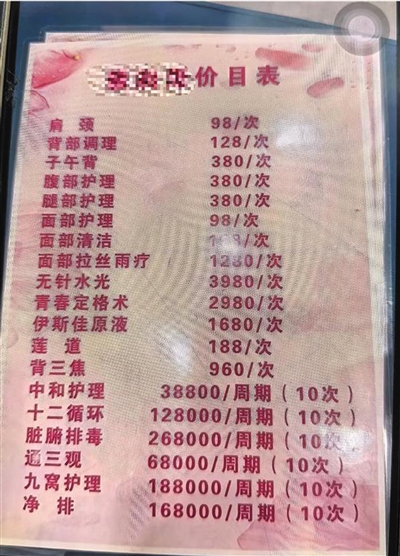 价目表
肩 颈 98/次
背部调理 128/次
子午背 380/次
腹部护理 380/次
腿部护理 380/次
面部护理 98/次
面部清洁 /次
面部拉丝雨疗 1280/次
无针水光 3980/次
青春定格术 2980/次
伊斯佳原液 1680/次
莲 道 188/次
背三焦 960/次
中和护理 38800/周期（10次）
十二循环 128000/周期（10次）
脏腑排毒 268000/周期（10次）
通三观 68000/周期（10次）
九窝护理 188000/周期（10次）
净 排 168000/周期（10次）